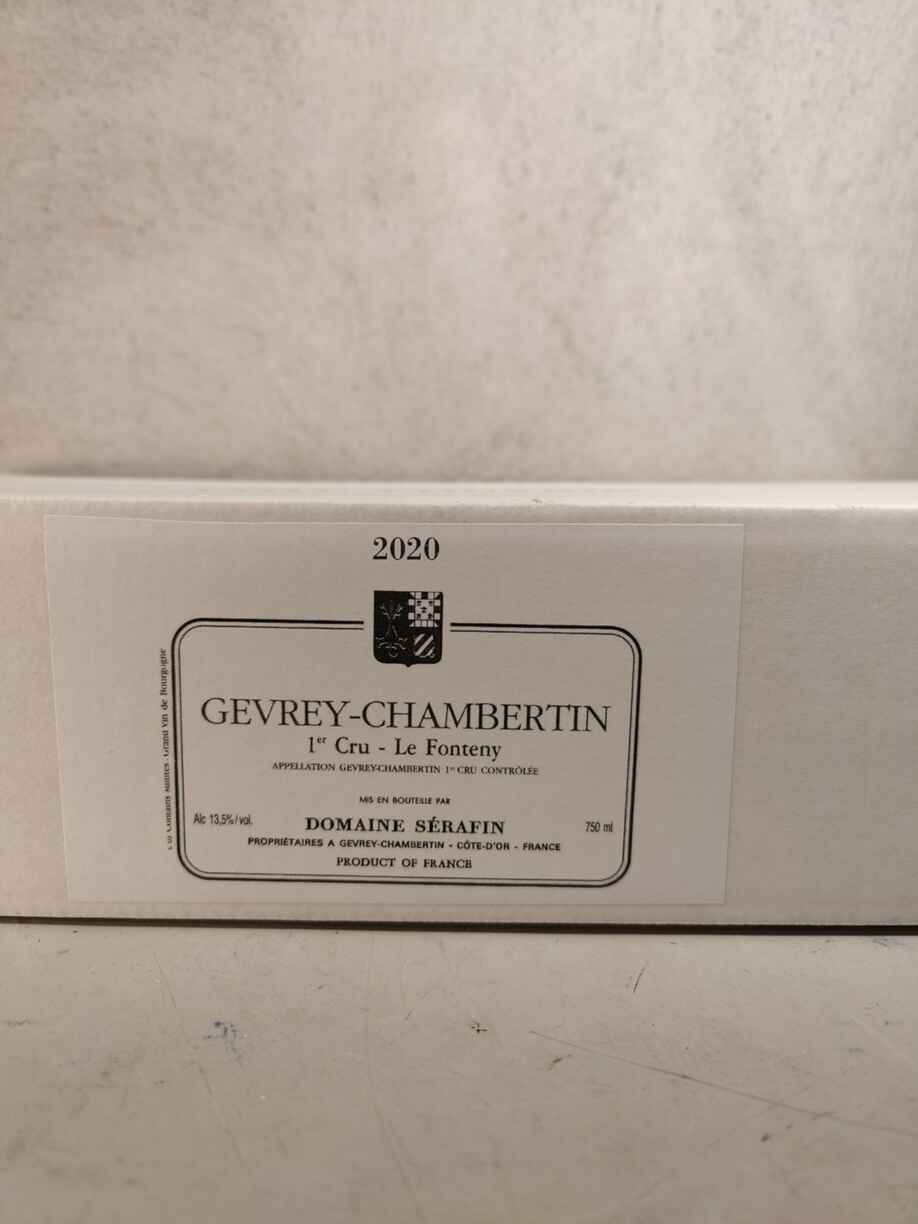 2020
GEVREY-CHAMBERTIN
1er Cru - Le Fonteny
APPELLATION GEVREY-CHAMBERTIN 1er CRU CONTRÔLÉE
MIS EN BOUTEILLE PAR
Alc 13,5%/vol.
DOMAINE SÉRAFIN
750 ml
PROPRIÉTAIRES A GEVREY-CHAMBERTIN - CÔTE-D'OR - FRANCE
PRODUCT OF FRANCE
Grand Vin de Bourgogne